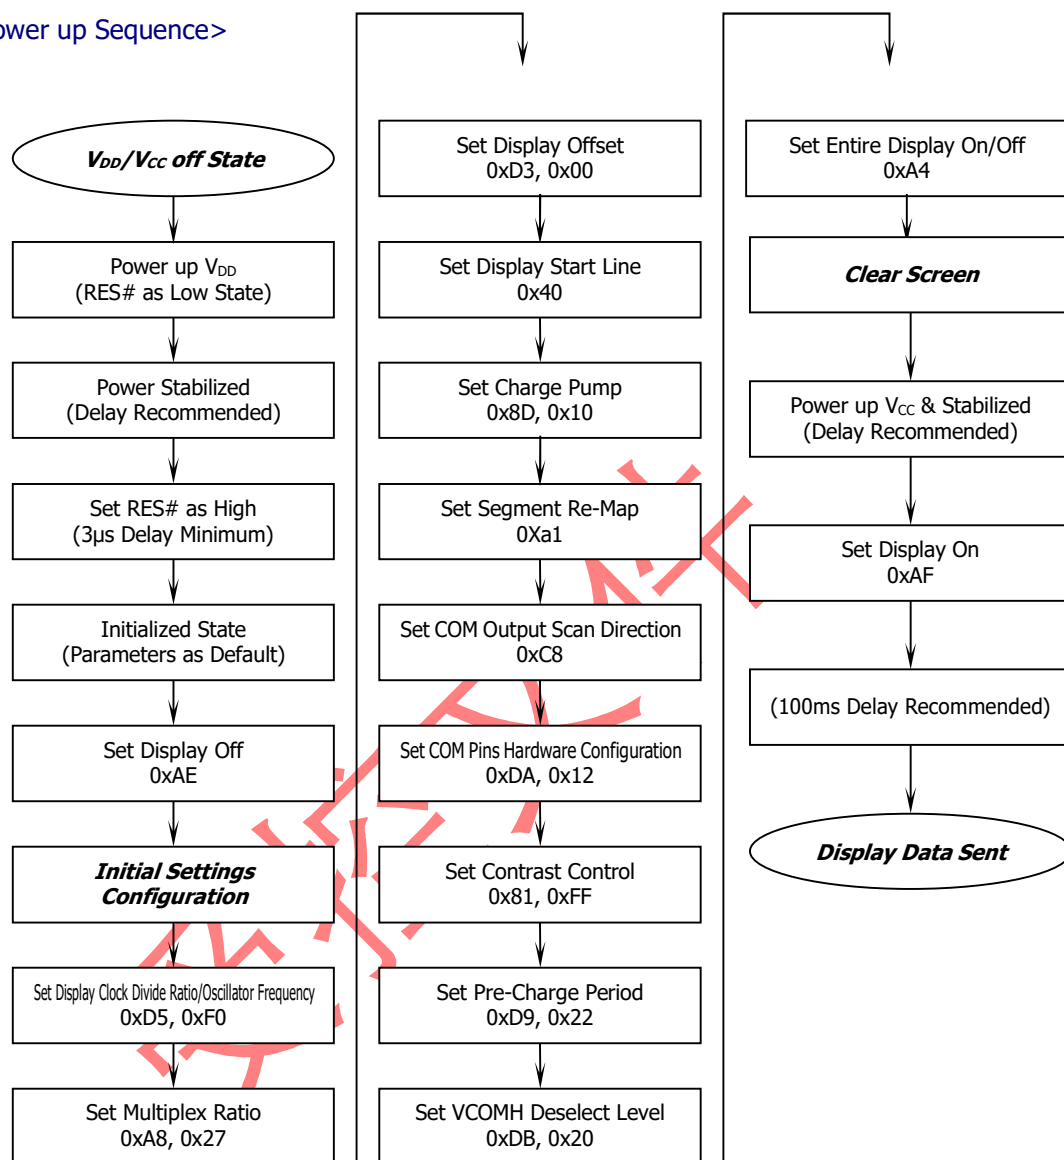 ower up Sequence>
VDD/VCC off State
Power up VDD
(RES# as Low State)
Power Stabilized
(Delay Recommended)
Set RES# as High
(3μs Delay Minimum)
Initialized State
(Parameters as Default)
Set Display Off
0xAE
Initial Settings
Configuration
Set Display Clock Divide Ratio/Oscillator Frequency
0xD5, 0xF0
Set Multiplex Ratio
0xA8, 0x27
Set Display Offset
0xD3, 0x00
Set Display Start Line
0x40
Set Charge Pump
0x8D, 0x10
Set Segment Re-Map
0Xa1
Set COM Output Scan Direction
0xC8
Set COM Pins Hardware Configuration
0xDA, 0x12
Set Contrast Control
0x81, 0xFF
Set Pre-Charge Period
0xD9, 0x22
Set VCOMH Deselect Level
0xDB, 0x20
Set Entire Display On/Off
0xA4
Clear Screen
Power up VCC & Stabilized
(Delay Recommended)
Set Display On
0xAF
(100ms Delay Recommended)
Display Data Sent